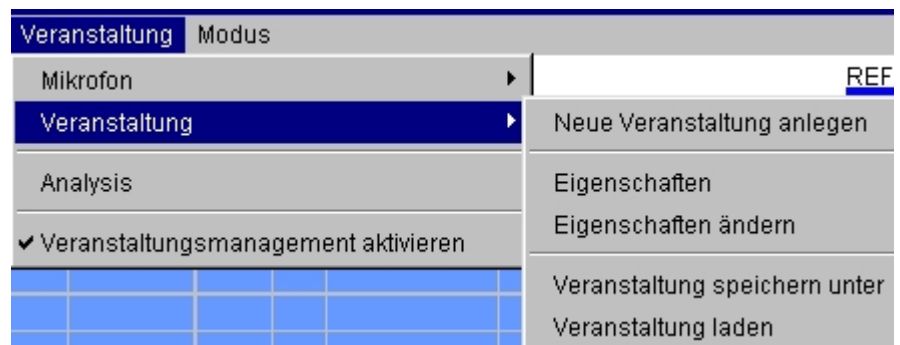 Veranstaltung Modus
Mikrofon
REF
Veranstaltung
Neue Veranstaltung anlegen
Analysis
Eigenschaften
Eigenschaften ändern
Veranstaltungsmanagement aktivieren
Veranstaltung speichern unter
Veranstaltung laden